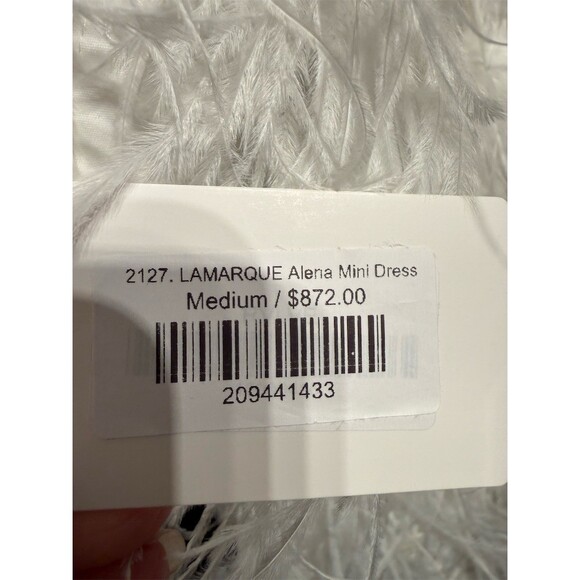 2127. LAMARQUE Alena Mini Dress
Medium / $872.00
209441433